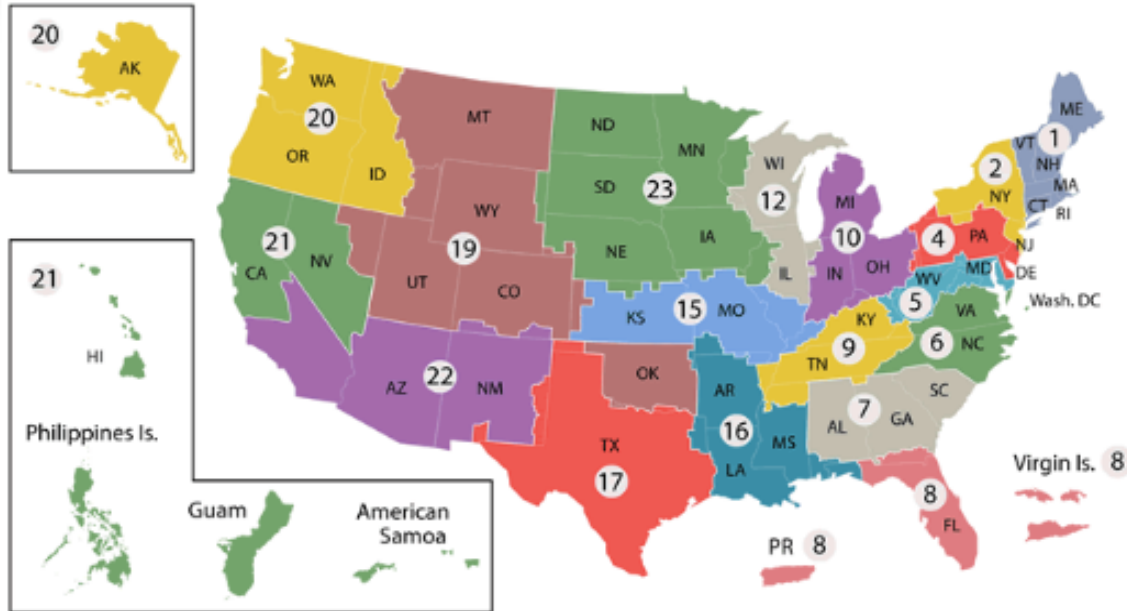 20
AK
WA
20
OR
ID
MT
ND
MN
SD
23
WI
12
MI
10
ME
VT
1
NH
MA
CT
RI
2
NY
4
PA
NJ
DE
WY
19
NE
IA
IL
IN
OH
WV
MD
5
Wash. DC
21
CA
NV
UT
CO
KS
15
MO
KY
9
TN
VA
6
NC
21
HI
AZ
22
NM
OK
AR
16
MS
LA
7
AL
GA
SC
TX
17
8
FL
Virgin Is. 8
PR 8
Philippines Is.
Guam
American
Samoa